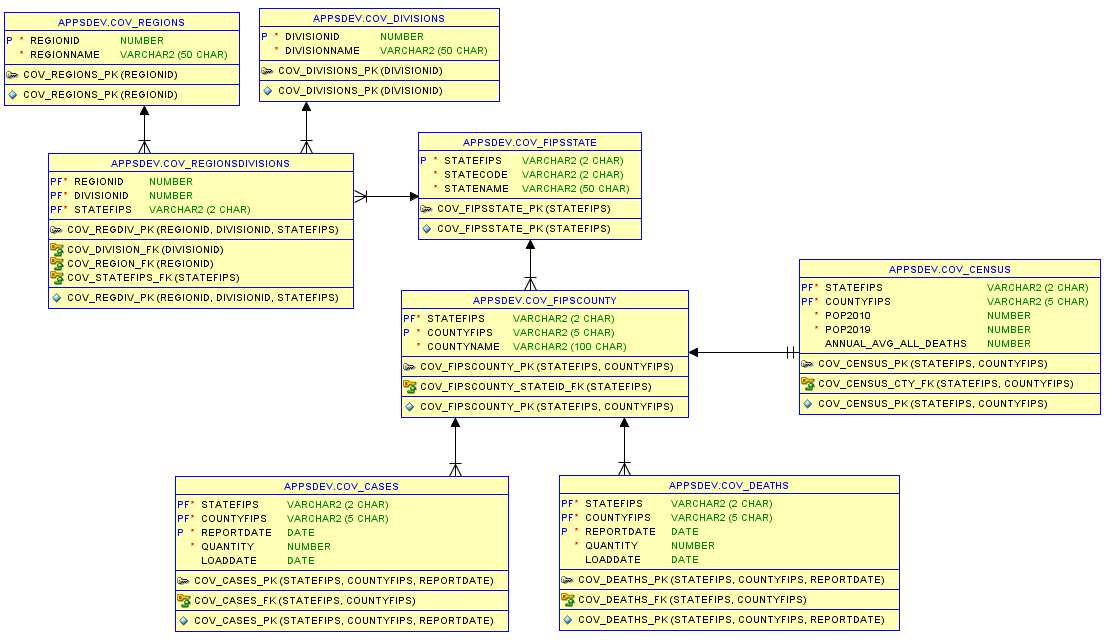 APPSDEV.COV_REGIONS
P * REGIONID NUMBER
* REGIONNAME VARCHAR2 (50 CHAR)
COV_REGIONS_PK (REGIONID)
COV_REGIONS_PK (REGIONID)
APPSDEV.COV_DIVISIONS
P * DIVISIONID NUMBER
* DIVISIONNAME VARCHAR2 (50 CHAR)
COV_DIVISIONS_PK (DIVISIONID)
COV_DIVISIONS_PK (DIVISIONID)
APPSDEV.COV_REGIONSDIVISIONS
PF* REGIONID NUMBER
PF* DIVISIONID NUMBER
PF* STATEFIPS VARCHAR2 (2 CHAR)
COV_REGDIV_PK (REGIONID, DIVISIONID, STATEFIPS)
COV_DIVISION_FK (DIVISIONID)
COV_REGION_FK (REGIONID)
COV_STATEFIPS_FK (STATEFIPS)
COV_REGDIV_PK (REGIONID, DIVISIONID, STATEFIPS)
APPSDEV.COV_FIPSSTATE
P * STATEFIPS VARCHAR2 (2 CHAR)
* STATECODE VARCHAR2 (2 CHAR)
* STATENAME VARCHAR2 (50 CHAR)
COV_FIPSSTATE_PK (STATEFIPS)
COV_FIPSSTATE_PK (STATEFIPS)
APPSDEV.COV_FIPSCOUNTY
PF* STATEFIPS VARCHAR2 (2 CHAR)
P * COUNTYFIPS VARCHAR2 (5 CHAR)
* COUNTYNAME VARCHAR2 (100 CHAR)
COV_FIPSCOUNTY_PK (STATEFIPS, COUNTYFIPS)
COV_FIPSCOUNTY_STATEID_FK (STATEFIPS)
COV_FIPSCOUNTY_PK (STATEFIPS, COUNTYFIPS)
APPSDEV.COV_CENSUS
PF* STATEFIPS VARCHAR2 (2 CHAR)
PF* COUNTYFIPS VARCHAR2 (5 CHAR)
* POP2010 NUMBER
* POP2019 NUMBER
ANNUAL_AVG_ALL_DEATHS NUMBER
COV_CENSUS_PK (STATEFIPS, COUNTYFIPS)
COV_CENSUS_CTY_FK (STATEFIPS, COUNTYFIPS)
COV_CENSUS_PK (STATEFIPS, COUNTYFIPS)
APPSDEV.COV_CASES
PF* STATEFIPS VARCHAR2 (2 CHAR)
PF* COUNTYFIPS VARCHAR2 (5 CHAR)
P * REPORTDATE DATE
* QUANTITY NUMBER
LOADDATE DATE
COV_CASES_PK (STATEFIPS, COUNTYFIPS, REPORTDATE)
COV_CASES_FK (STATEFIPS, COUNTYFIPS)
COV_CASES_PK (STATEFIPS, COUNTYFIPS, REPORTDATE)
APPSDEV.COV_DEATHS
PF* STATEFIPS VARCHAR2 (2 CHAR)
PF* COUNTYFIPS VARCHAR2 (5 CHAR)
P * REPORTDATE DATE
* QUANTITY NUMBER
LOADDATE DATE
COV_DEATHS_PK (STATEFIPS, COUNTYFIPS, REPORTDATE)
COV_DEATHS_FK (STATEFIPS, COUNTYFIPS)
COV_DEATHS_PK (STATEFIPS, COUNTYFIPS, REPORTDATE)